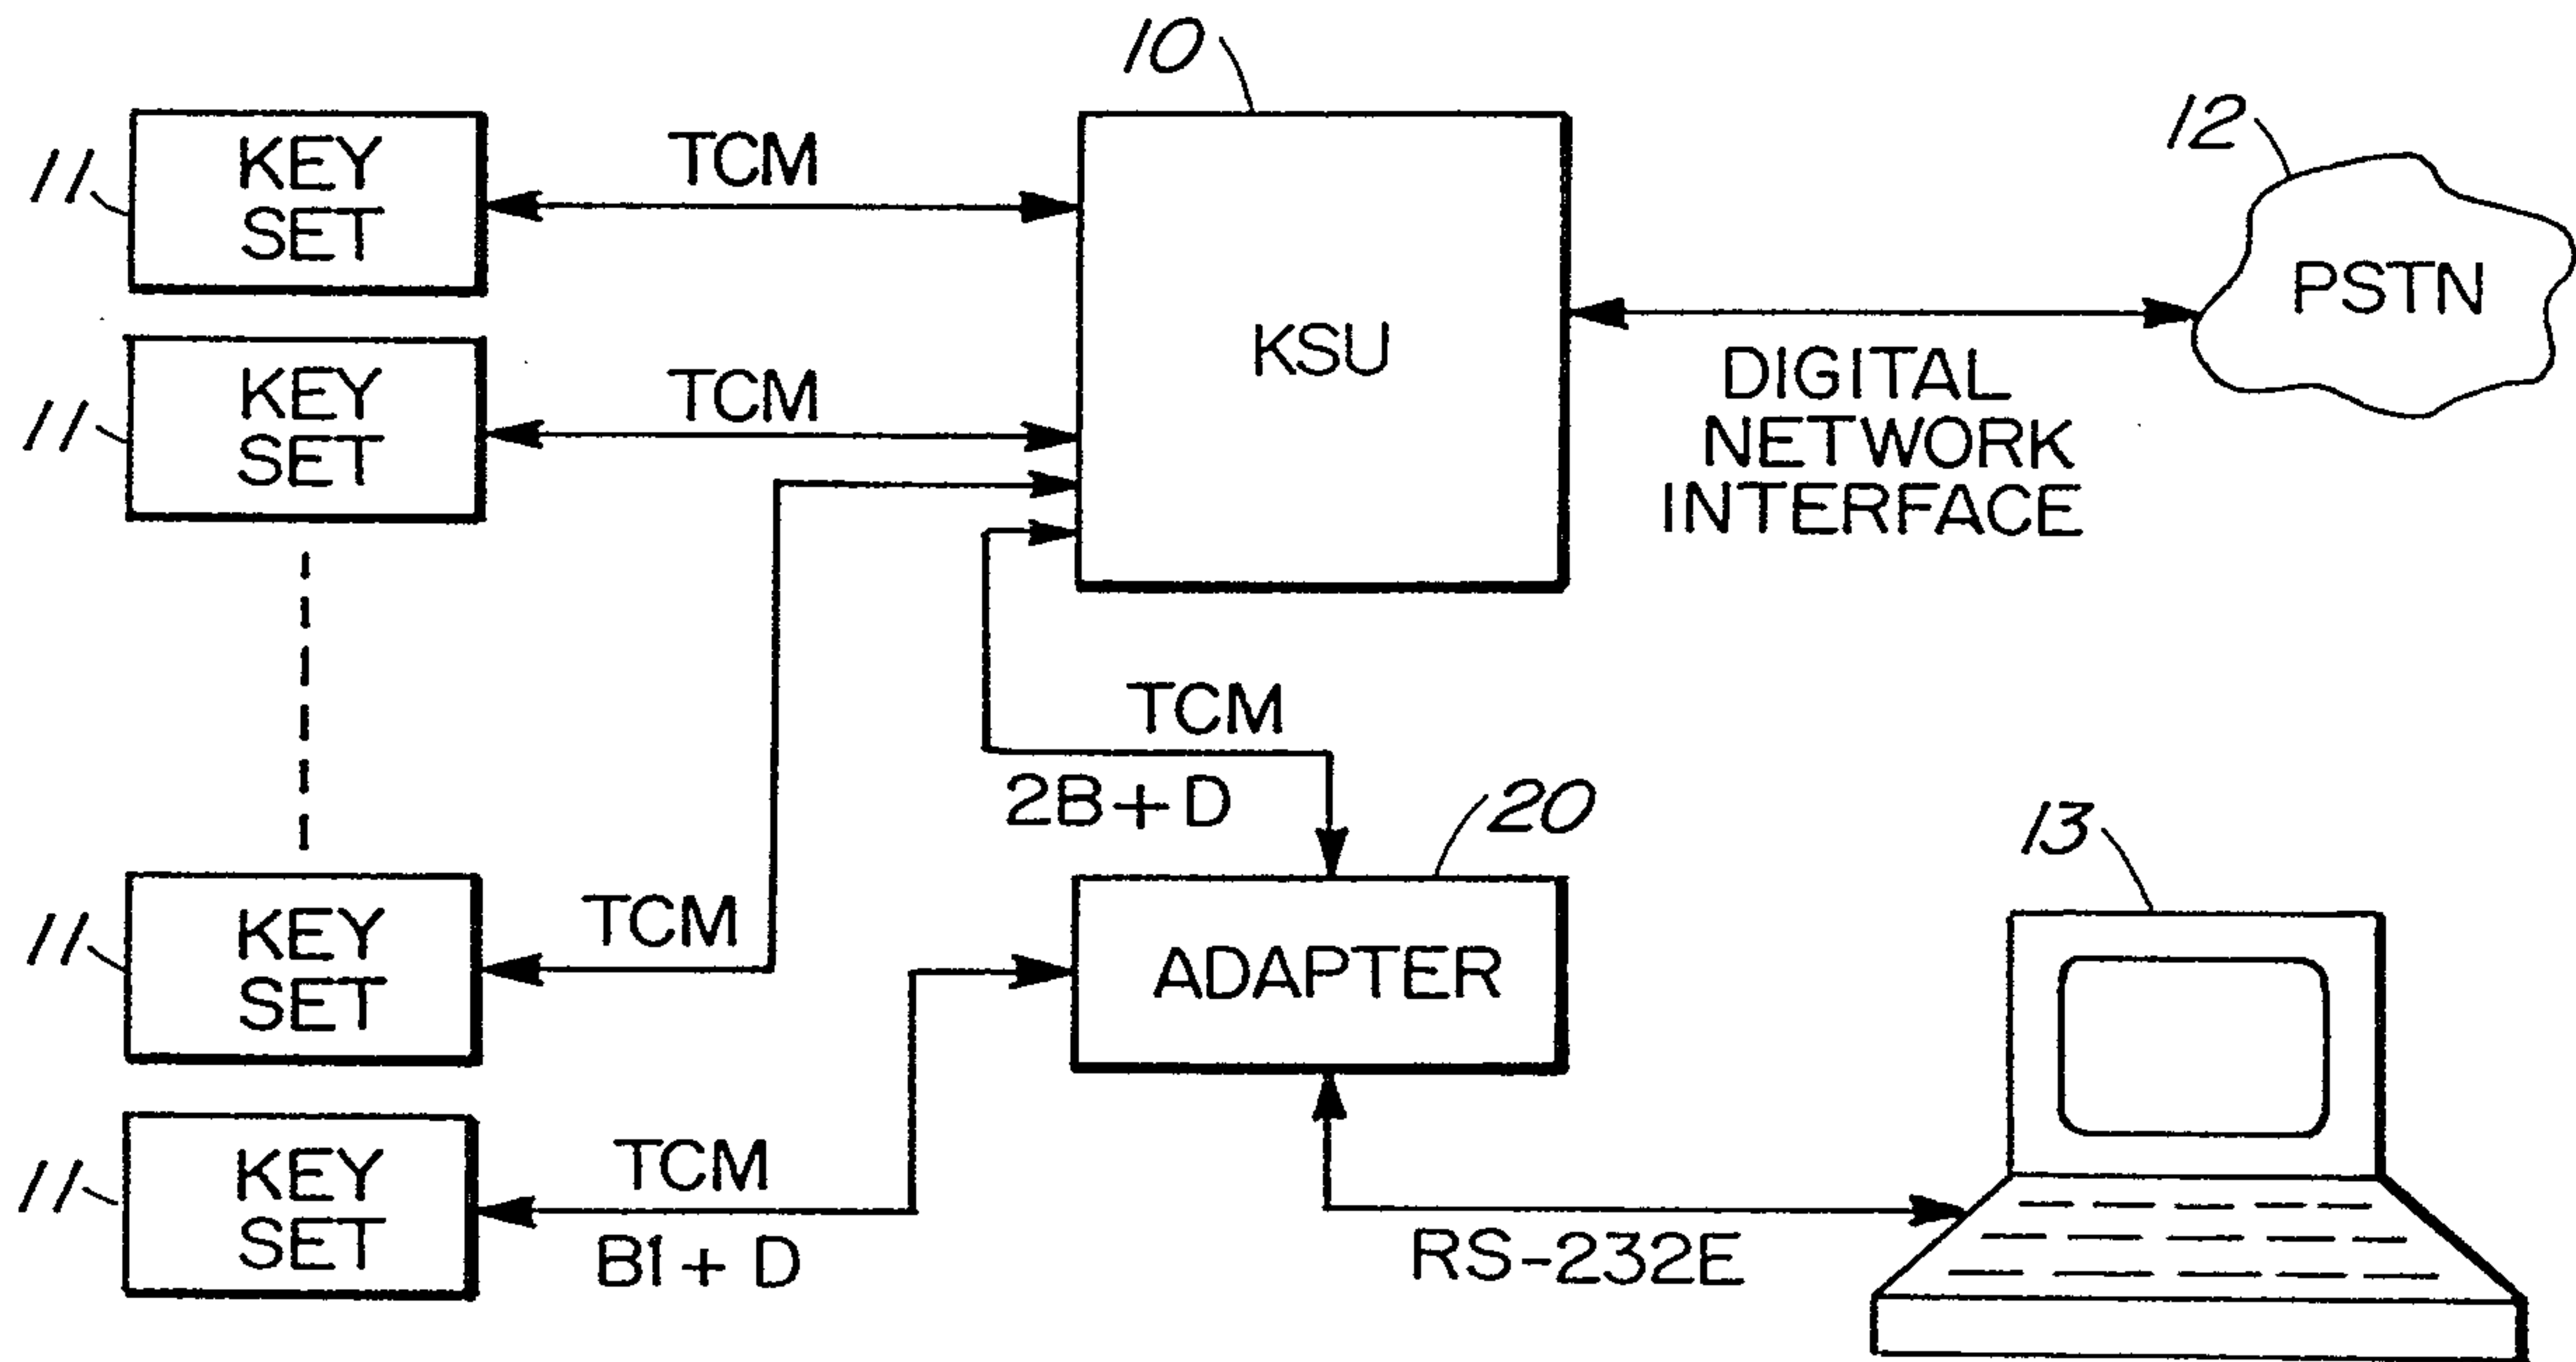 10
11
KEY
SET
TCM
12
KSU
PSTN
11
KEY
SET
TCM
DIGITAL
NETWORK
INTERFACE
TCM
2B+D
20
13
11
KEY
SET
TCM
ADAPTER
11
KEY
SET
TCM
B1+D
RS-232E